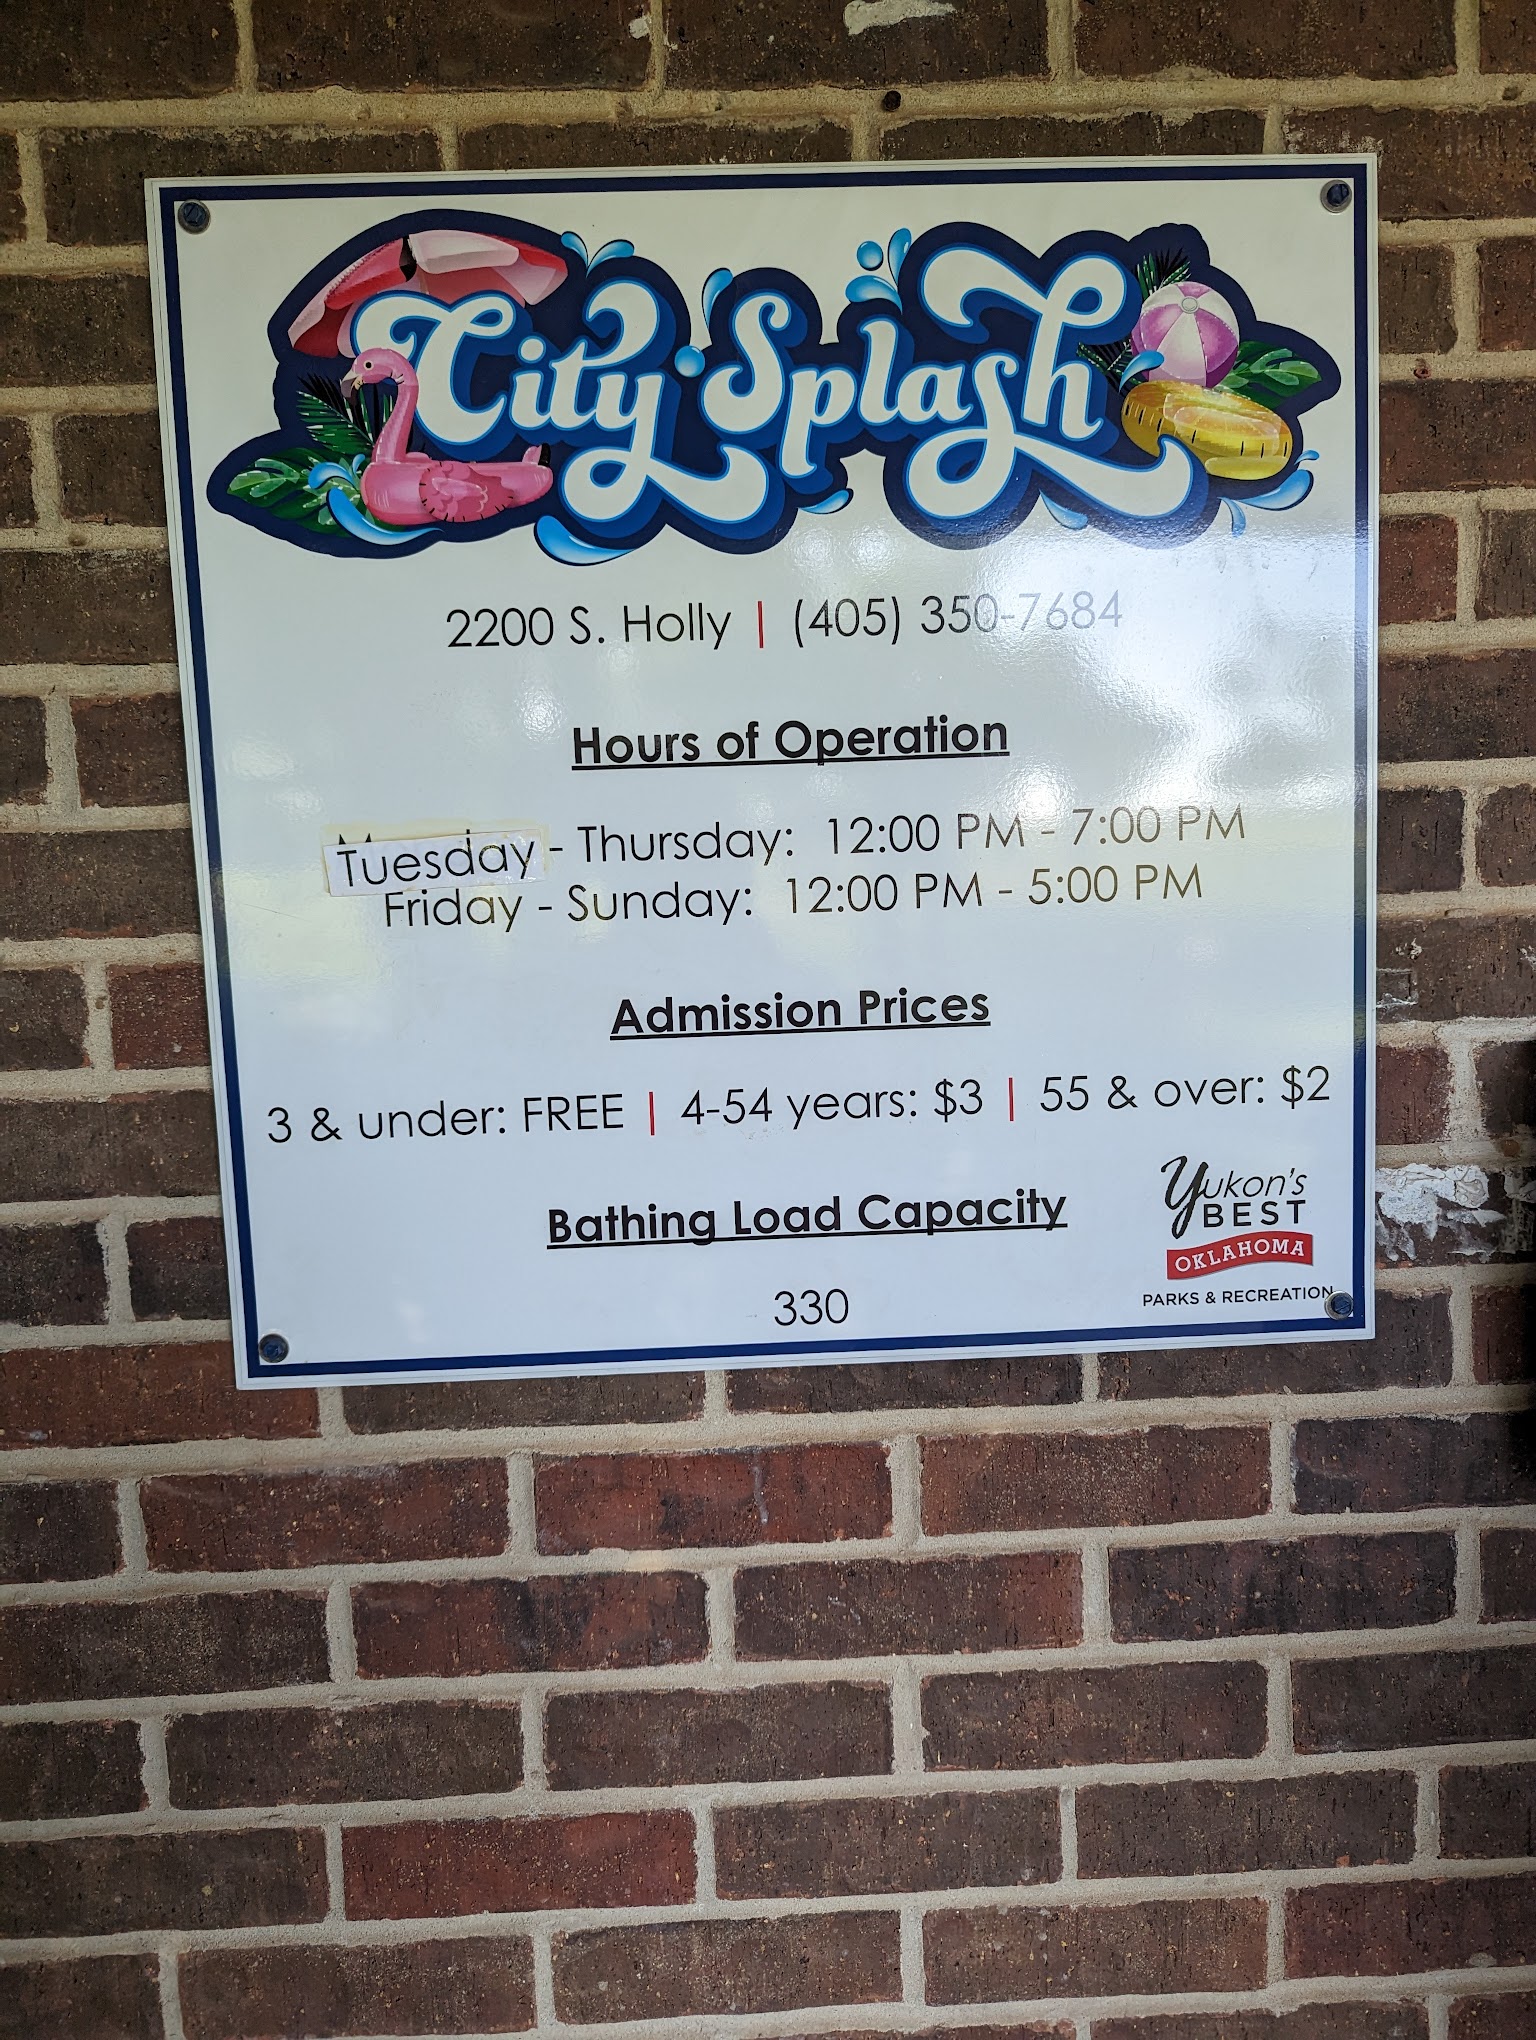 City Splash
2200 S. Holly | (405) 350-7684
Hours of Operation
Tuesday - Thursday: 12:00 PM - 7:00 PM
Friday - Sunday: 12:00 PM - 5:00 PM
Admission Prices
3 & under: FREE | 4-54 years: $3 | 55 & over: $2
Bathing Load Capacity
330
Yukon's
BEST
OKLAHOMA
PARKS & RECREATION